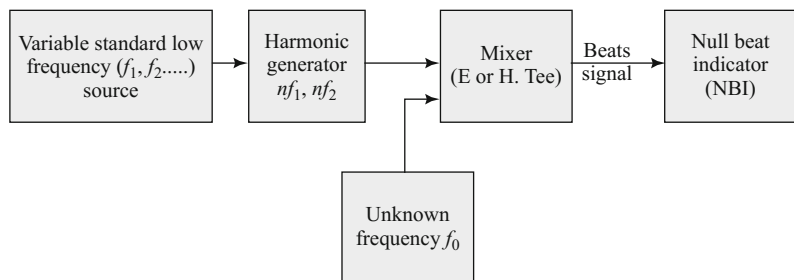 Variable standard low
frequency (f₁, f₂.....)
source
Harmonic
generator
nf₁, nf₂
Mixer
(E or H. Tee)
Beats
signal
Null beat
indicator
(NBI)
Unknown
frequency f₀